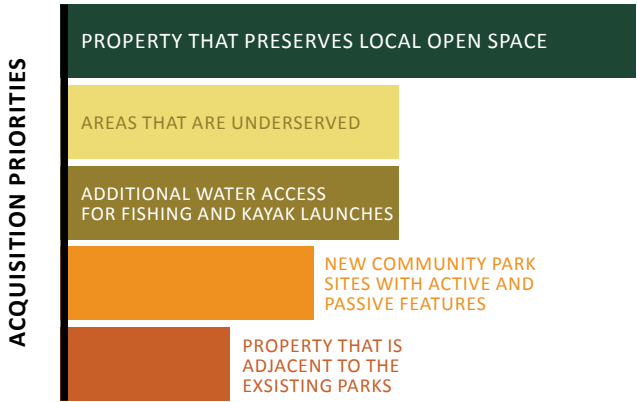 ACQUISITION PRIORITIES
PROPERTY THAT PRESERVES LOCAL OPEN SPACE
AREAS THAT ARE UNDERSERVED
ADDITIONAL WATER ACCESS
FOR FISHING AND KAYAK LAUNCHES
NEW COMMUNITY PARK
SITES WITH ACTIVE AND
PASSIVE FEATURES
PROPERTY THAT IS
ADJACENT TO THE
EXSISTING PARKS